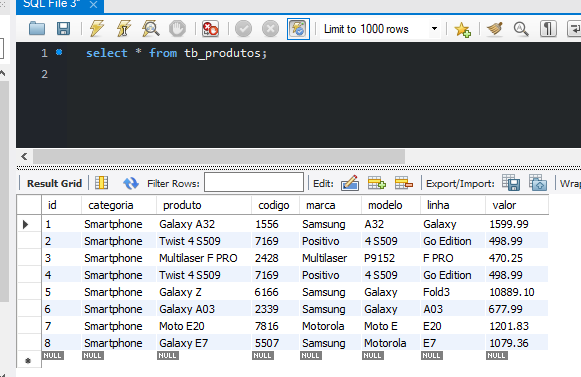 SQL File 3*
Limit to 1000 rows
1 select * from tb_produtos;
2
Result Grid Filter Rows: Edit: Export/Import: Wrap
id categoria produto codigo marca modelo linha valor
1 Smartphone Galaxy A32 1556 Samsung A32 Galaxy 1599.99
2 Smartphone Twist 4 S509 7169 Positivo 4 S509 Go Edition 498.99
3 Smartphone Multilaser F PRO 2428 Multilaser P9152 F PRO 470.25
4 Smartphone Twist 4 S509 7169 Positivo 4 S509 Go Edition 498.99
5 Smartphone Galaxy Z 6166 Samsung Galaxy Fold3 10889.10
6 Smartphone Galaxy A03 2339 Samsung Galaxy A03 677.99
7 Smartphone Moto E20 7816 Motorola Moto E E20 1201.83
8 Smartphone Galaxy E7 5507 Samsung Motorola E7 1079.36
NULL NULL NULL NULL NULL NULL NULL NULL